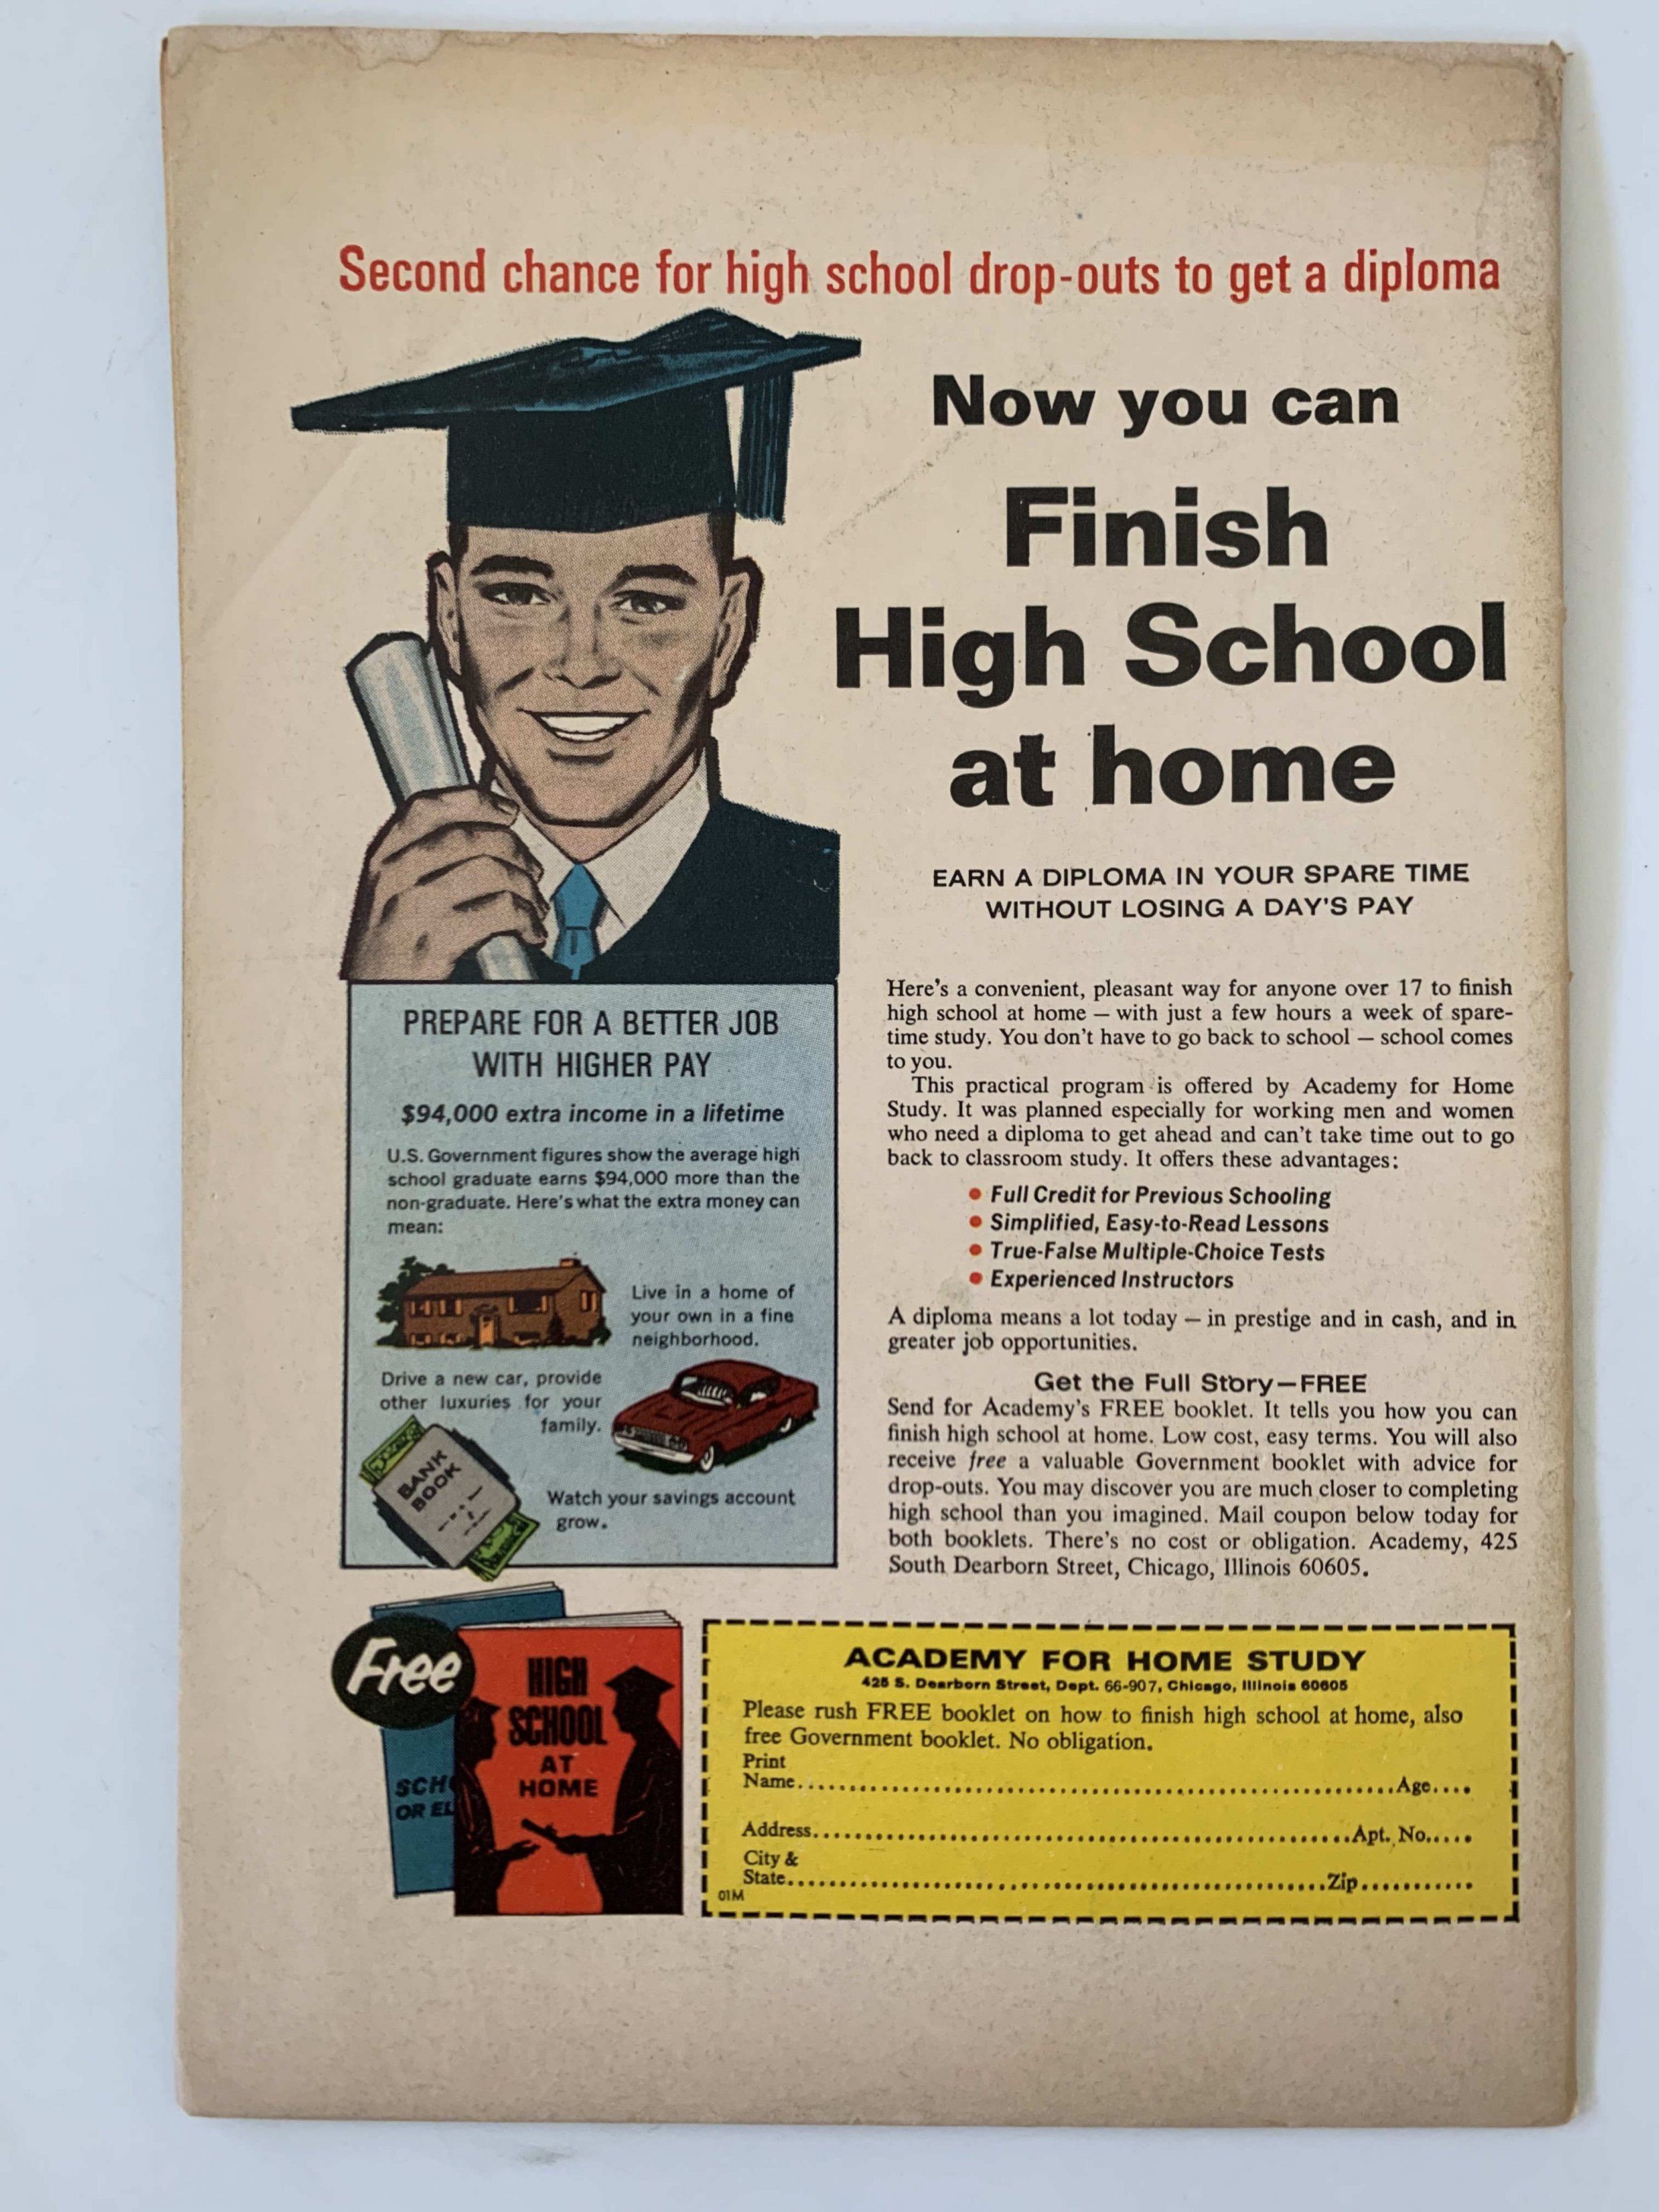 Second chance for high school drop-outs to get a diploma
Now you can
Finish
High School
at home
EARN A DIPLOMA IN YOUR SPARE TIME
WITHOUT LOSING A DAY'S PAY
PREPARE FOR A BETTER JOB
WITH HIGHER PAY
$94,000 extra income in a lifetime
U.S. Government figures show the average high
school graduate earns $94,000 more than the
non-graduate. Here's what the extra money can
mean:
Live in a home of
your own in a fine
neighborhood.
Drive a new car, provide
other luxuries for your
family.
BANK
BOOK
Watch your savings account
grow.
Here's a convenient, pleasant way for anyone over 17 to finish
high school at home — with just a few hours a week of spare-
time study. You don't have to go back to school — school comes
to you.
This practical program is offered by Academy for Home
Study. It was planned especially for working men and women
who need a diploma to get ahead and can't take time out to go
back to classroom study. It offers these advantages:
• Full Credit for Previous Schooling
• Simplified, Easy-to-Read Lessons
• True-False Multiple-Choice Tests
• Experienced Instructors
A diploma means a lot today — in prestige and in cash, and in
greater job opportunities.
Get the Full Story—FREE
Send for Academy's FREE booklet. It tells you how you can
finish high school at home. Low cost, easy terms. You will also
receive free a valuable Government booklet with advice for
drop-outs. You may discover you are much closer to completing
high school than you imagined. Mail coupon below today for
both booklets. There's no cost or obligation. Academy, 425
South Dearborn Street, Chicago, Illinois 60605.
Free
SCHO
OR EL
HIGH
SCHOOL
AT
HOME
ACADEMY FOR HOME STUDY
425 S. Dearborn Street, Dept. 66-907, Chicago, Illinois 60605
Please rush FREE booklet on how to finish high school at home, also
free Government booklet. No obligation.
Print
Name........................................Age....
Address........................................Apt. No.....
City &
State........................................Zip...........
01M